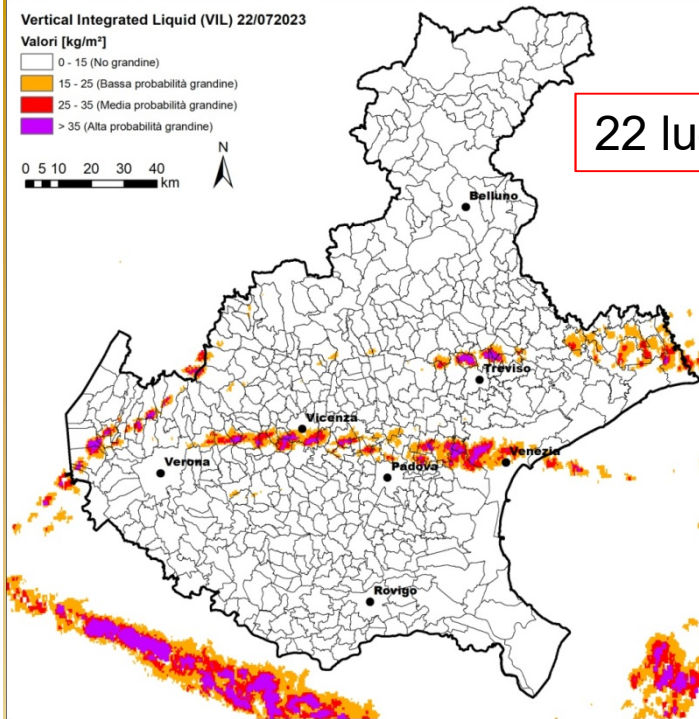 Vertical Integrated Liquid (VIL) 22/072023
Valori [kg/m²]
0 - 15 (No grandine)
15 - 25 (Bassa probabilità grandine)
25 - 35 (Media probabilità grandine)
> 35 (Alta probabilità grandine)
N
0 5 10 20 30 40
km
22 lu
Belluno
Treviso
Vicenza
Venezia
Verona
Padova
Rovigo